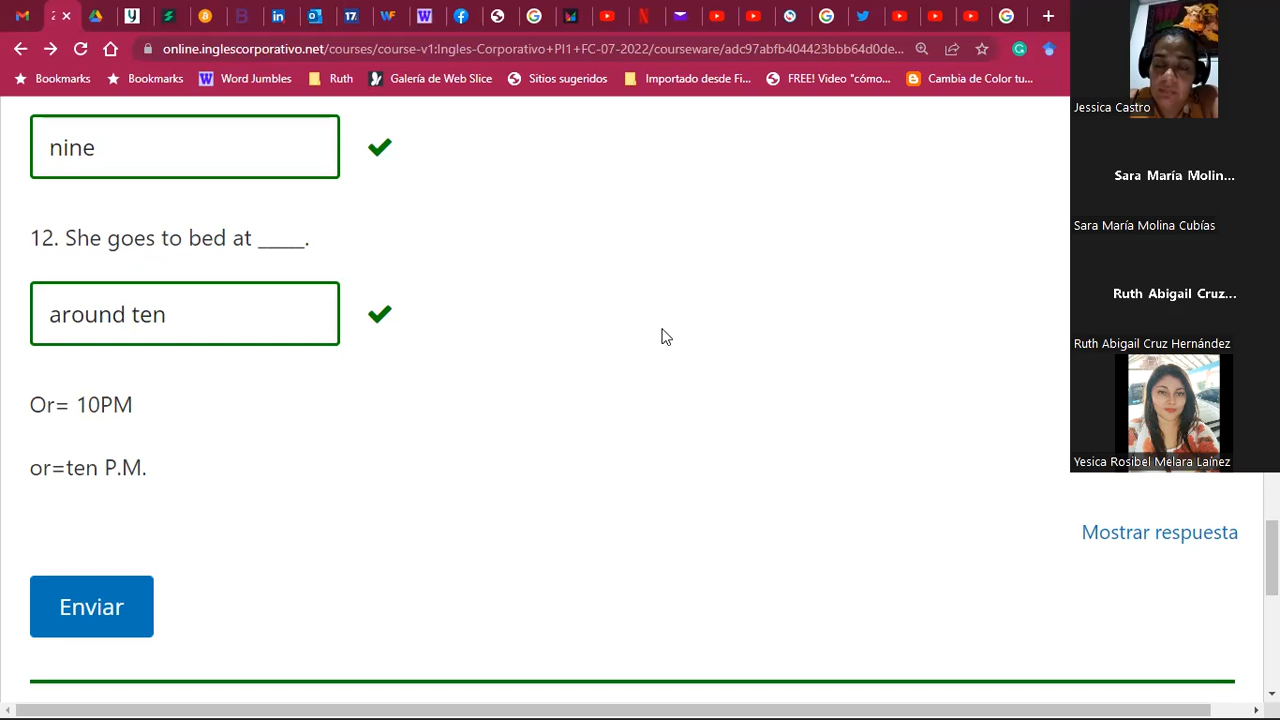 online.inglescorporativo.net/courses/course-v1:Ingles-Corporativo+PI1+FC-07-2022/courseware/adc97abfb404423bbb64d0de...
Bookmarks
Bookmarks
Word Jumbles
Ruth
Galería de Web Slice
Sitios sugeridos
Importado desde Fi...
FREE! Video "cómo...
Cambia de Color tu...
nine
12. She goes to bed at _____.
around ten
Or= 10PM
or=ten P.M.
Mostrar respuesta
Enviar
Jessica Castro
Sara María Molin...
Sara María Molina Cubías
Ruth Abigail Cruz...
Ruth Abigail Cruz Hernández
Yesica Rosibel Melara Laínez